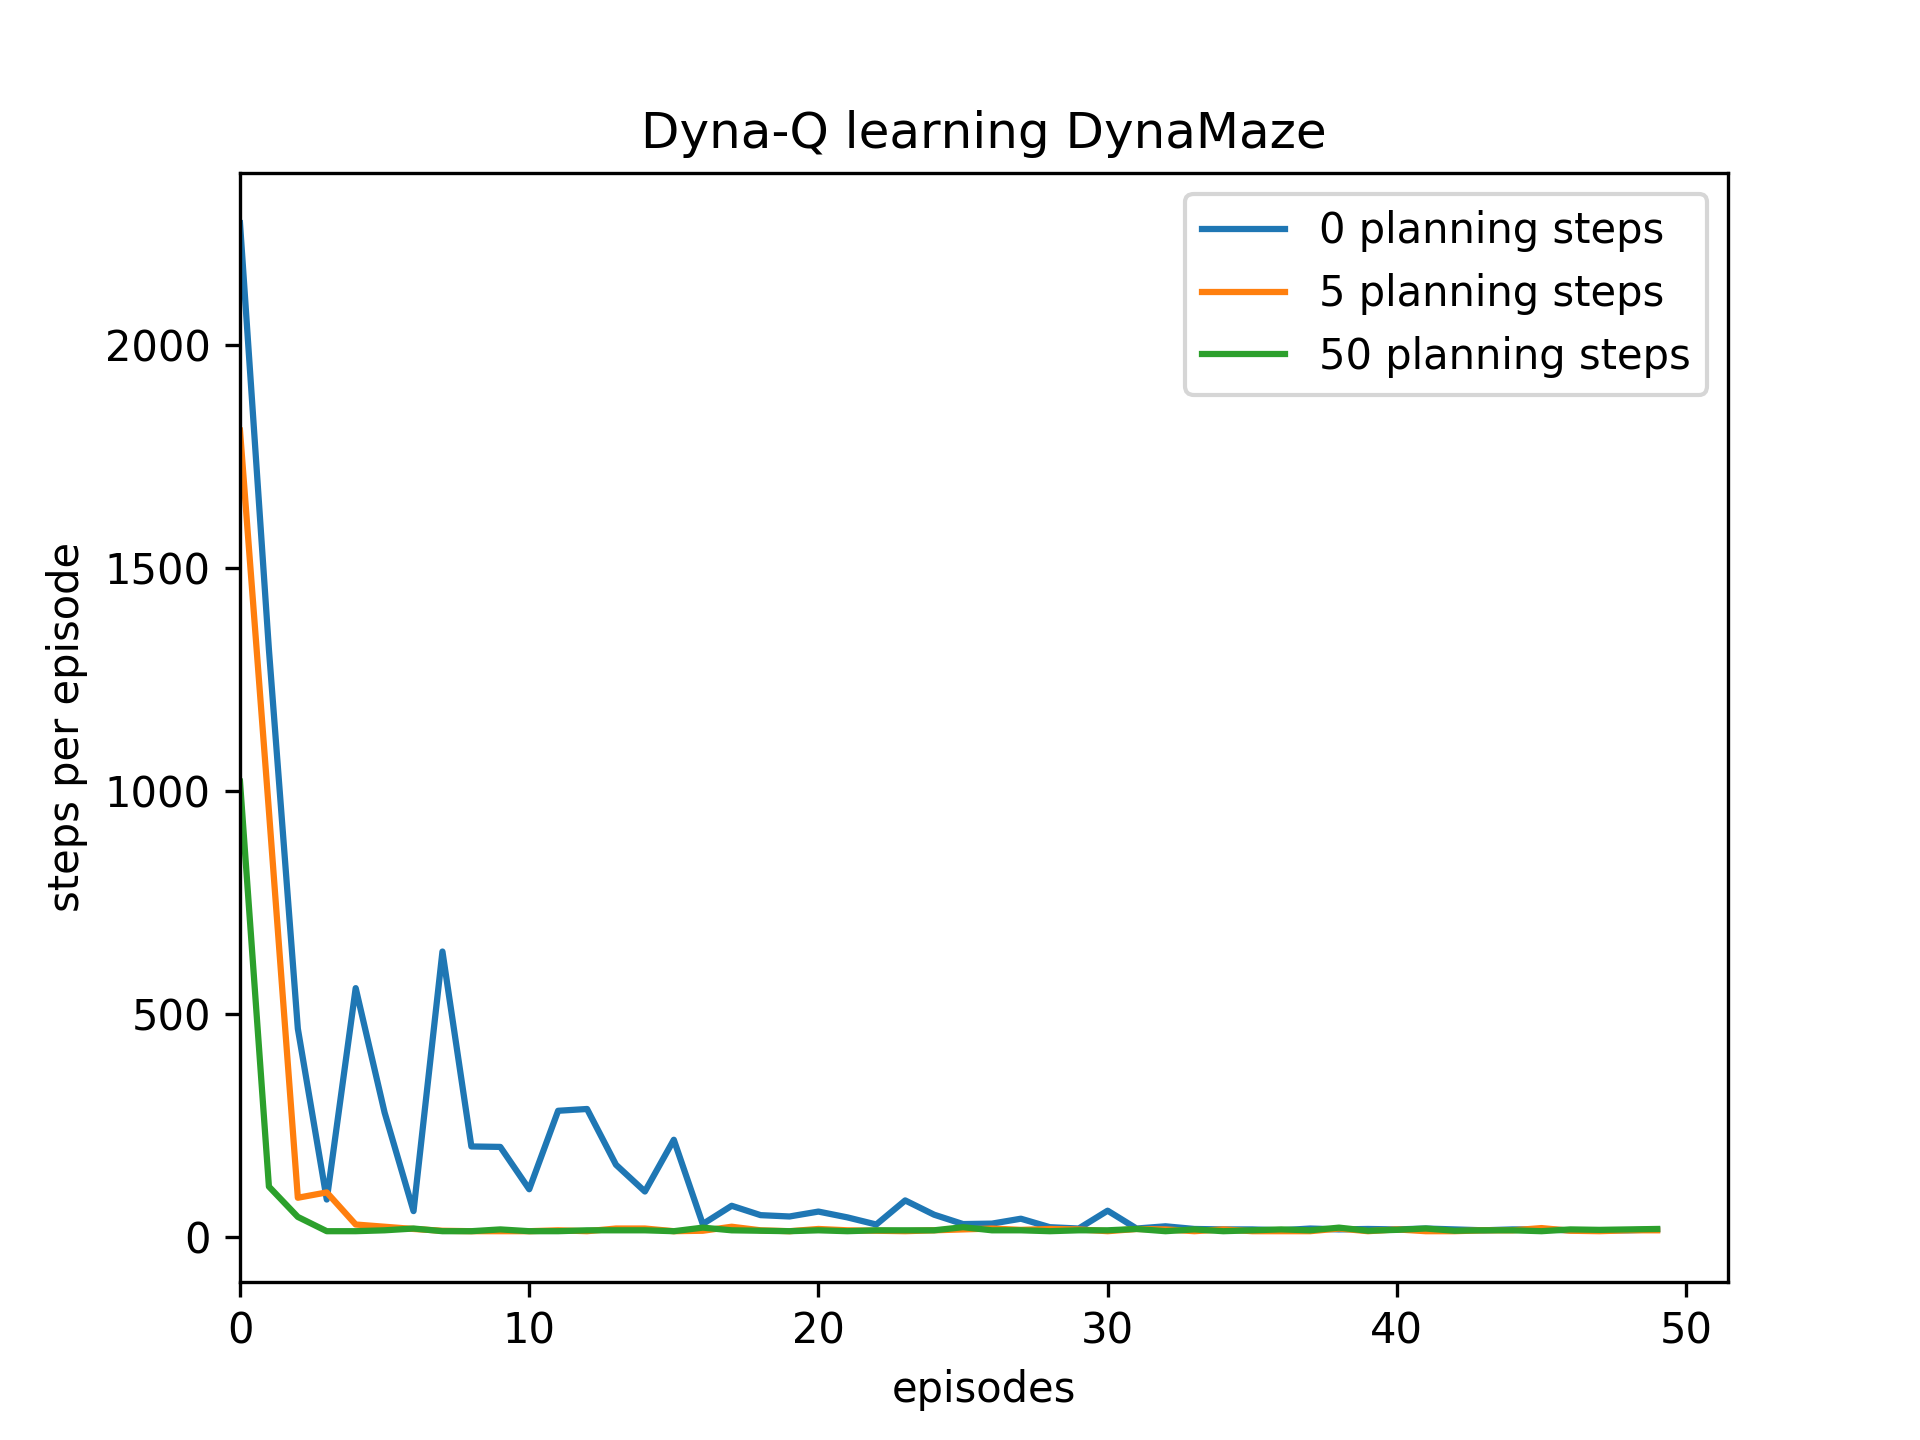 Dyna-Q learning DynaMaze
0 planning steps
5 planning steps
50 planning steps
steps per episode
2000
1500
1000
500
0
0 10 20 30 40 50
episodes